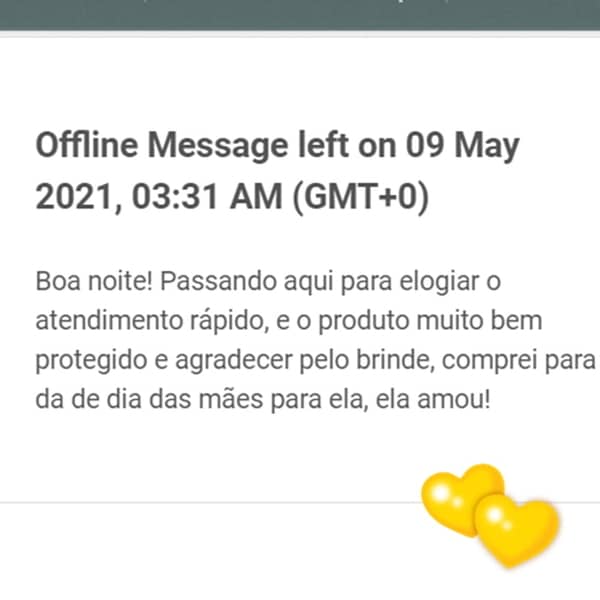 Offline Message left on 09 May
2021, 03:31 AM (GMT+0)
Boa noite! Passando aqui para elogiar o
atendimento rápido, e o produto muito bem
protegido e agradecer pelo brinde, comprei para
da de dia das mães para ela, ela amou!